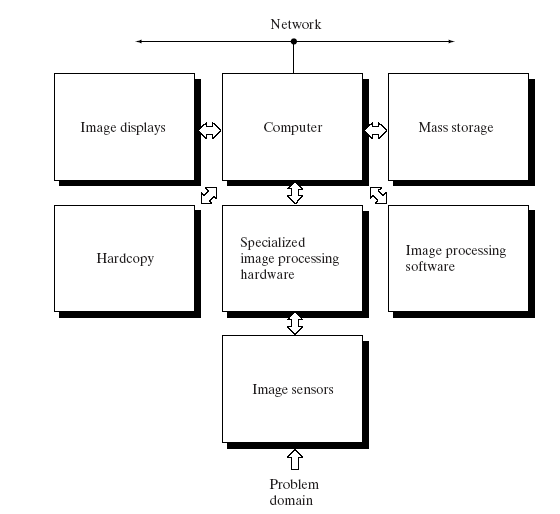 Network
Image displays
Computer
Mass storage
Hardcopy
Specialized
image processing
hardware
Image processing
software
Image sensors
Problem
domain